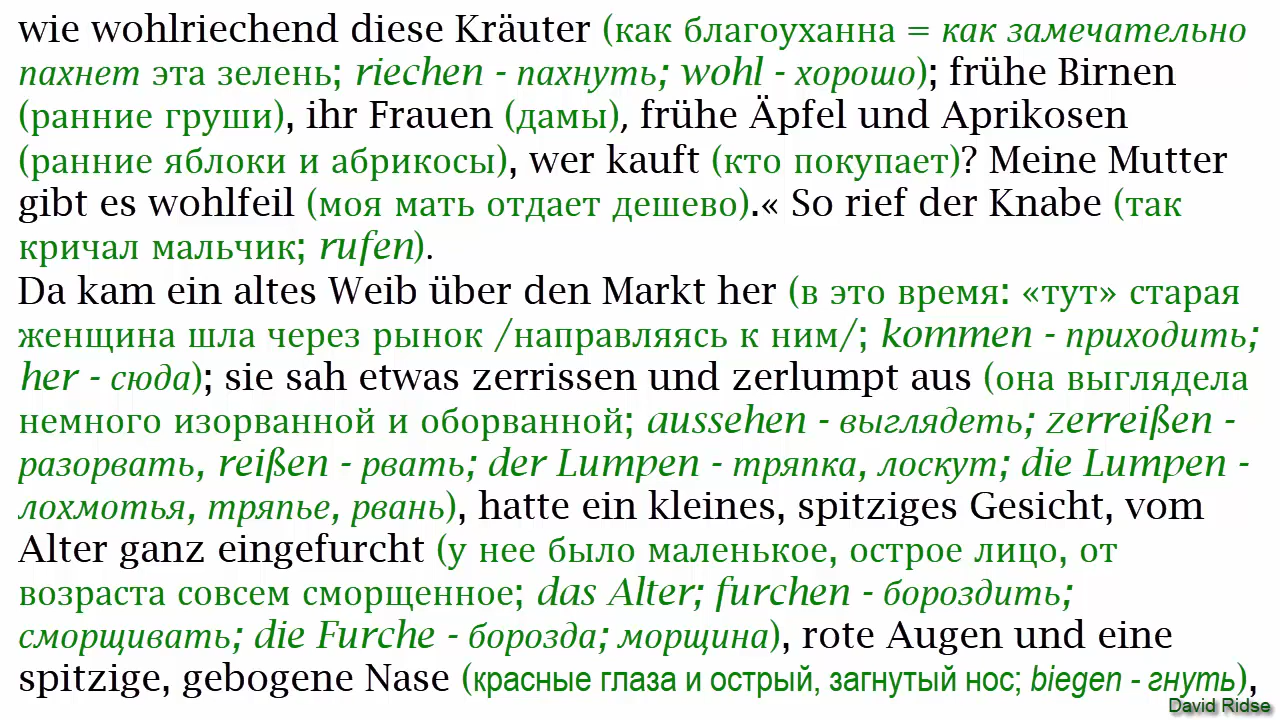 wie wohlriechend diese Kräuter (как благоуханна = как замечательно
пахнет эта зелень; riechen - пахнуть; wohl - хорошо); frühe Birnen
(ранние груши), ihr Frauen (дамы), frühe Äpfel und Aprikosen
(ранние яблоки и абрикосы), wer kauft (кто покупает)? Meine Mutter
gibt es wohlfeil (моя мать отдает дешево).« So rief der Knabe (так
кричал мальчик; rufen).
Da kam ein altes Weib über den Markt her (в это время: «тут» старая
женщина шла через рынок /направляясь к ним/; kommen - приходить;
her - сюда); sie sah etwas zerrissen und zerlumpt aus (она выглядела
немного изорванной и оборванной; aussehen - выглядеть; zerreißen -
разорвать, reißen - рвать; der Lumpen - тряпка, лоскут; die Lumpen -
лохмотья, тряпье, рвань), hatte ein kleines, spitziges Gesicht, vom
Alter ganz eingefurcht (у нее было маленькое, острое лицо, от
возраста совсем сморщенное; das Alter; furchen - бороздить;
сморщивать; die Furche - борозда; морщина), rote Augen und eine
spitzige, gebogene Nase (красные глаза и острый, загнутый нос; biegen - гнуть),
David Ridse